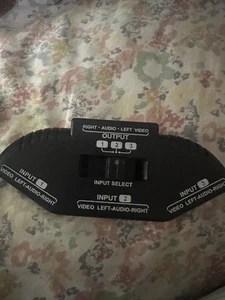 RIGHT - AUDIO - LEFT VIDEO
OUTPUT
1 2 3
INPUT SELECT
INPUT 1
VIDEO LEFT-AUDIO-RIGHT
INPUT 2
VIDEO LEFT-AUDIO-RIGHT
INPUT 3
VIDEO LEFT-AUDIO-RIGHT